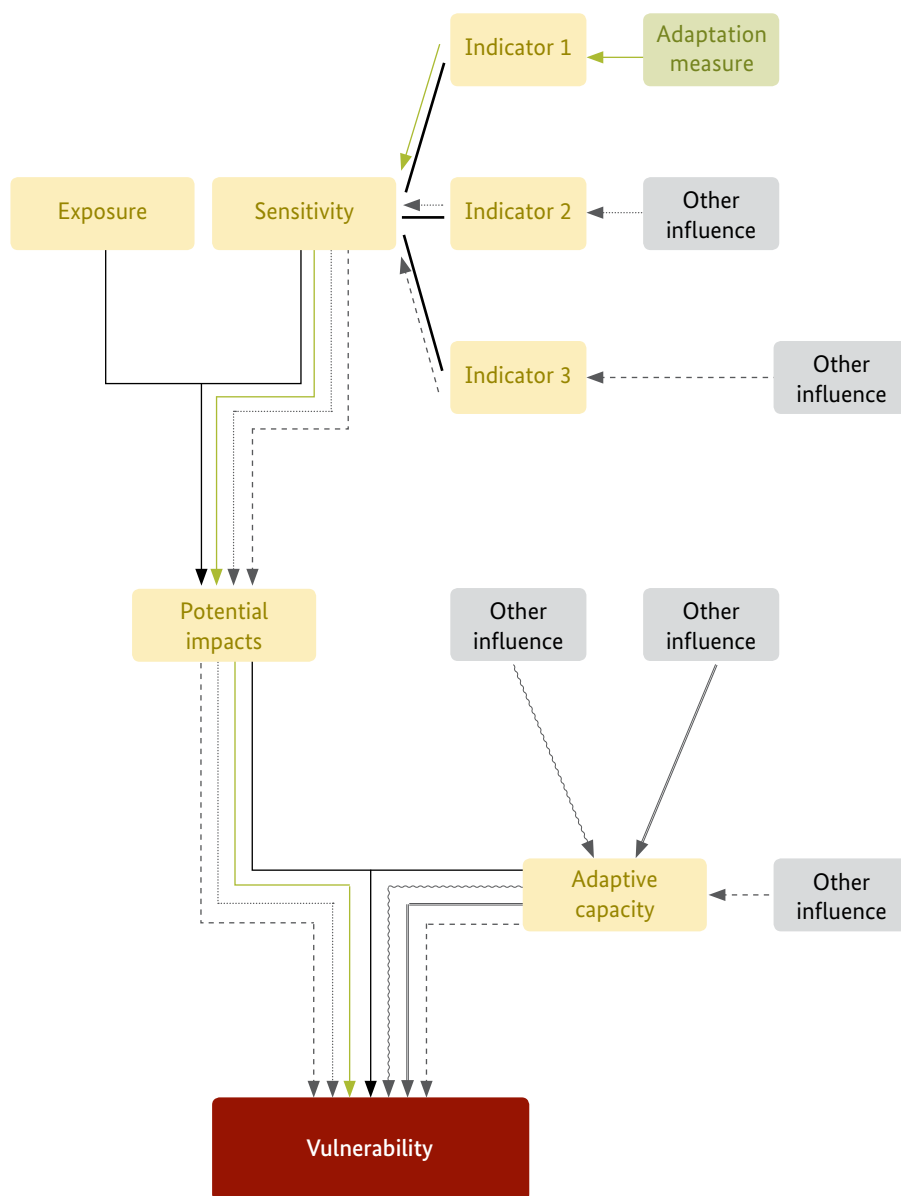 Indicator 1
Adaptation
measure
Exposure
Sensitivity
Indicator 2
Other
influence
Indicator 3
Other
influence
Potential
impacts
Other
influence
Other
influence
Adaptive
capacity
Other
influence
Vulnerability